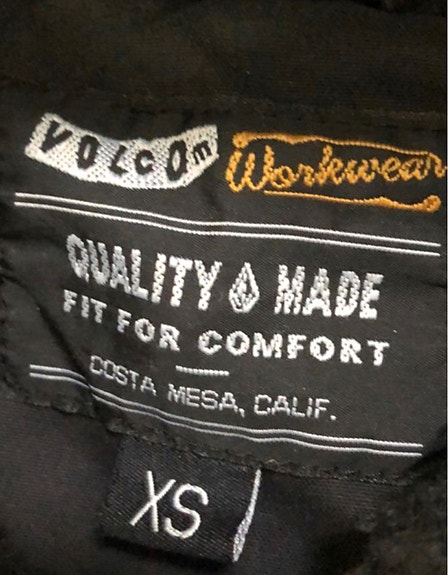 VOLCOM Workwear
QUALITY MADE
FIT FOR COMFORT
COSTA MESA, CALIF.
XS